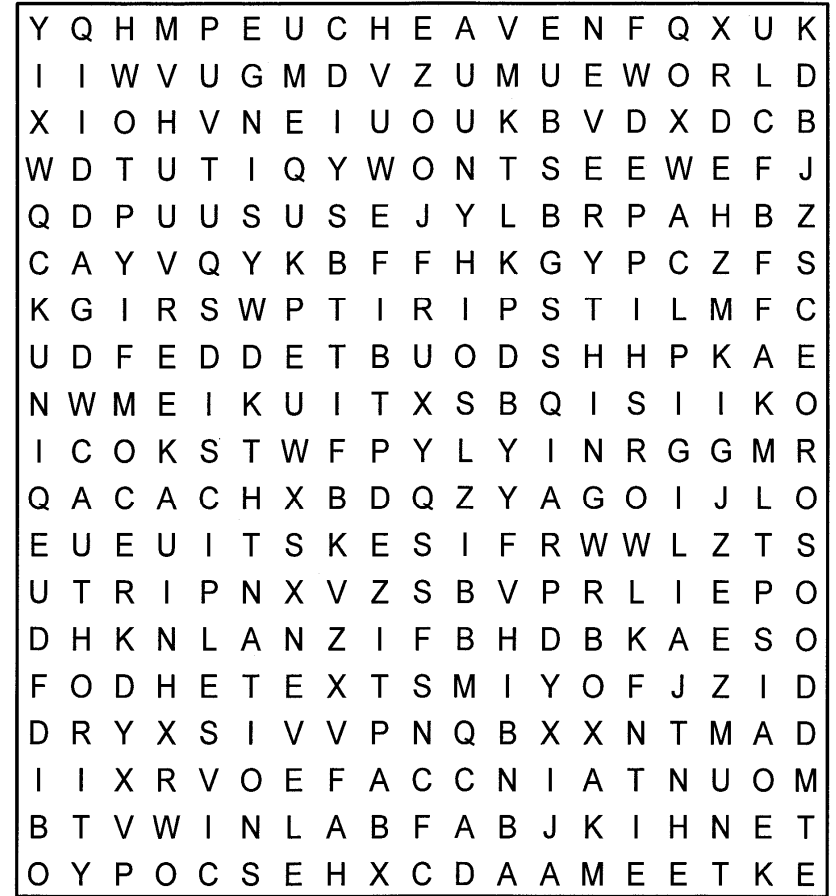 Y Q H M P E U C H E A V E N F Q X U K
I I W V U G M D V Z U M U E W O R L D
X I O H V N E I U O U K B V D X D C B
W D T U T I Q Y W O N T S E E W E F J
Q D P U U S U S E J Y L B R P A H B Z
C A Y V Q Y K B F F H K G Y P C Z F S
K G I R S W P T I R I P S T I L M F C
U D F E D D E T B U O D S H H P K A E
N W M E I K U I T X S B Q I S I I K O
I C O K S T W F P Y L Y I N R G G M R
Q A C A C H X B D Q Z Y A G O I J L O
E U E U I T S K E S I F R W W L Z T S
U T R I P N X V Z S B V P R L I E P O
D H K N L A N Z I F B H D B K A E S O
F O D H E T E X T S M I Y O F J Z I D
D R Y X S I V V P N Q B X X N T M A D
I I X R V O E F A C C N I A T N U O M
B T V W I N L A B F A B J K I H N E T
O Y P O C S E H X C D A A M E E T K E